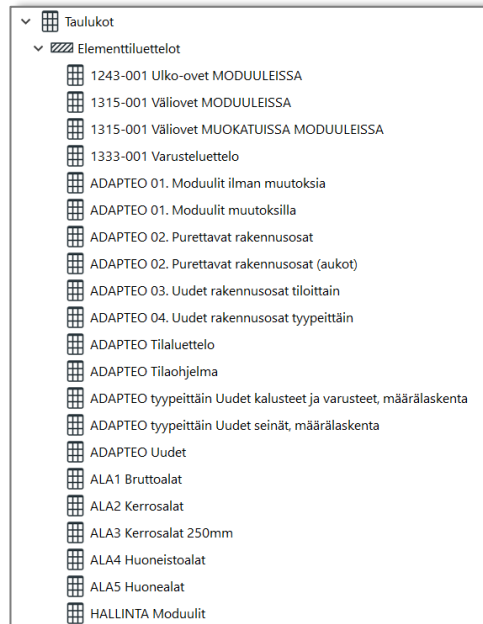 Taulukot
Elementtiluettelot
1243-001 Ulko-ovet MODUULEISSA
1315-001 Väliovet MODUULEISSA
1315-001 Väliovet MUOKATUISSA MODUULEISSA
1333-001 Varusteluettelo
ADAPTEO 01. Moduulit ilman muutoksia
ADAPTEO 01. Moduulit muutoksilla
ADAPTEO 02. Purettavat rakennusosat
ADAPTEO 02. Purettavat rakennusosat (aukot)
ADAPTEO 03. Uudet rakennusosat tiloittain
ADAPTEO 04. Uudet rakennusosat tyypeittäin
ADAPTEO Tilaluettelo
ADAPTEO Tilaohjelma
ADAPTEO tyypeittäin Uudet kalusteet ja varusteet, määrälaskenta
ADAPTEO tyypeittäin Uudet seinät, määrälaskenta
ADAPTEO Uudet
ALA1 Bruttoalat
ALA2 Kerrosalat
ALA3 Kerrosalat 250mm
ALA4 Huoneistoalat
ALA5 Huonealat
HALLINTA Moduulit